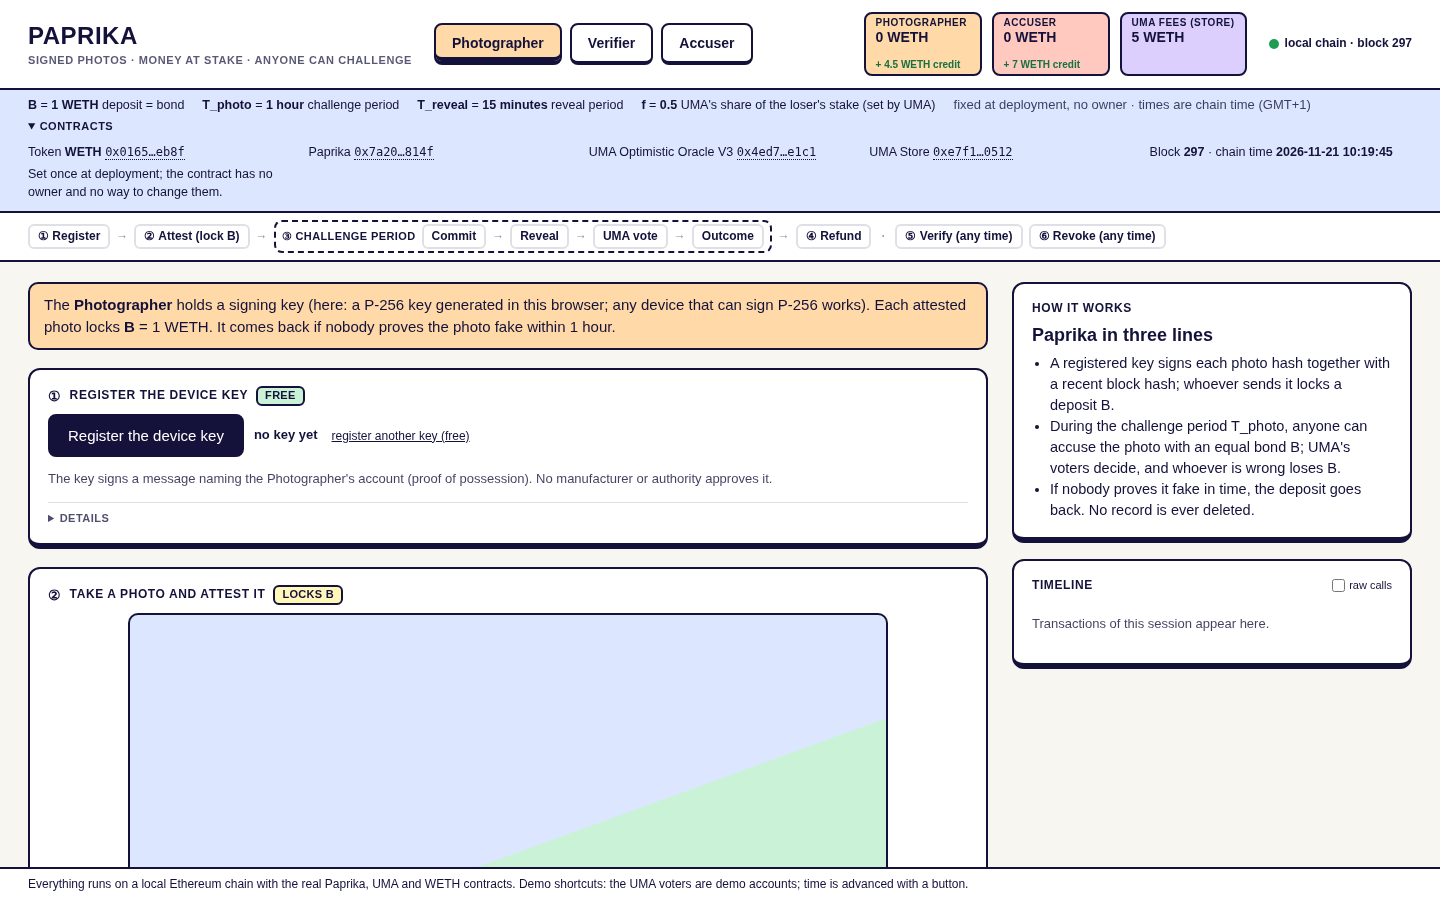 PAPRIKA
SIGNED PHOTOS · MONEY AT STAKE · ANYONE CAN CHALLENGE
Photographer
Verifier
Accuser
PHOTOGRAPHER
0 WETH
+ 4.5 WETH credit
ACCUSER
0 WETH
+ 7 WETH credit
UMA FEES (STORE)
5 WETH
local chain · block 297
B = 1 WETH deposit = bond T_photo = 1 hour challenge period T_reveal = 15 minutes reveal period f = 0.5 UMA's share of the loser's stake (set by UMA) fixed at deployment, no owner · times are chain time (GMT+1)
▼ CONTRACTS
Token WETH 0x0165…eb8f
Paprika 0x7a20…814f
UMA Optimistic Oracle V3 0x4ed7…e1c1
UMA Store 0xe7f1…0512
Block 297 · chain time 2026-11-21 10:19:45
Set once at deployment; the contract has no
owner and no way to change them.
① Register → ② Attest (lock B) → ③ CHALLENGE PERIOD Commit → Reveal → UMA vote → Outcome → ④ Refund · ⑤ Verify (any time) ⑥ Revoke (any time)
The Photographer holds a signing key (here: a P-256 key generated in this browser; any device that can sign P-256 works). Each attested
photo locks B = 1 WETH. It comes back if nobody proves the photo fake within 1 hour.
① REGISTER THE DEVICE KEY FREE
Register the device key no key yet register another key (free)
The key signs a message naming the Photographer's account (proof of possession). No manufacturer or authority approves it.
▶ DETAILS
② TAKE A PHOTO AND ATTEST IT LOCKS B
HOW IT WORKS
Paprika in three lines
• A registered key signs each photo hash together with
a recent block hash; whoever sends it locks a
deposit B.
• During the challenge period T_photo, anyone can
accuse the photo with an equal bond B; UMA's
voters decide, and whoever is wrong loses B.
• If nobody proves it fake in time, the deposit goes
back. No record is ever deleted.
TIMELINE
raw calls
Transactions of this session appear here.
Everything runs on a local Ethereum chain with the real Paprika, UMA and WETH contracts. Demo shortcuts: the UMA voters are demo accounts; time is advanced with a button.